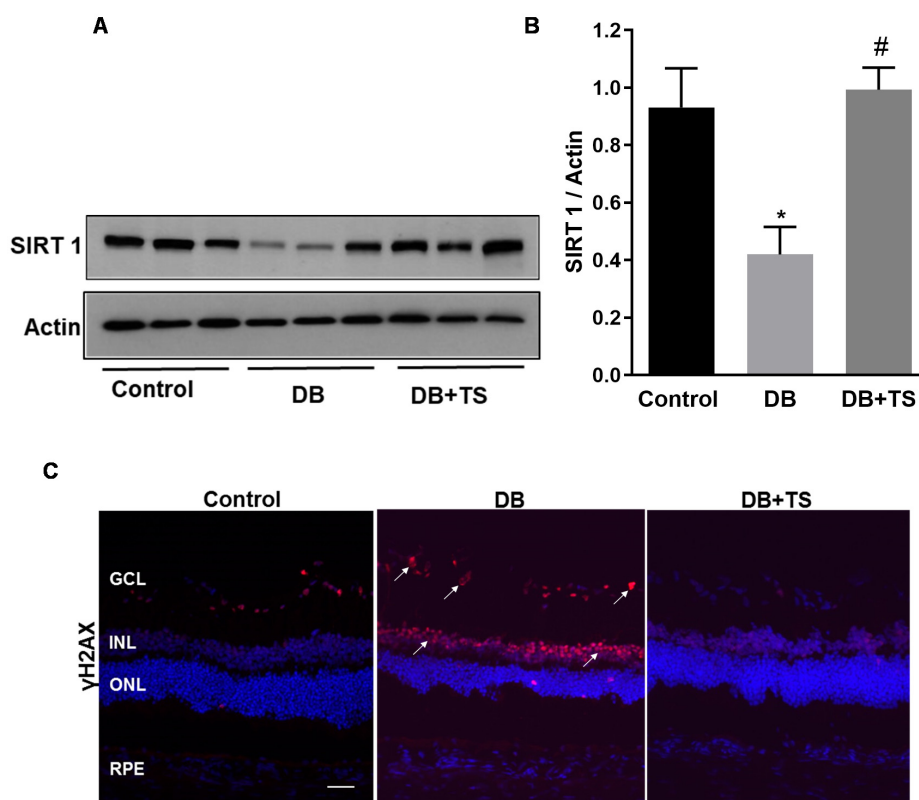 A
SIRT 1
Actin
Control DB DB+TS
B
SIRT 1 / Actin
1.2
1.0
0.8
0.6
0.4
0.2
0.0
*
#
Control DB DB+TS
C
Control DB DB+TS
γH2AX
GCL
INL
ONL
RPE